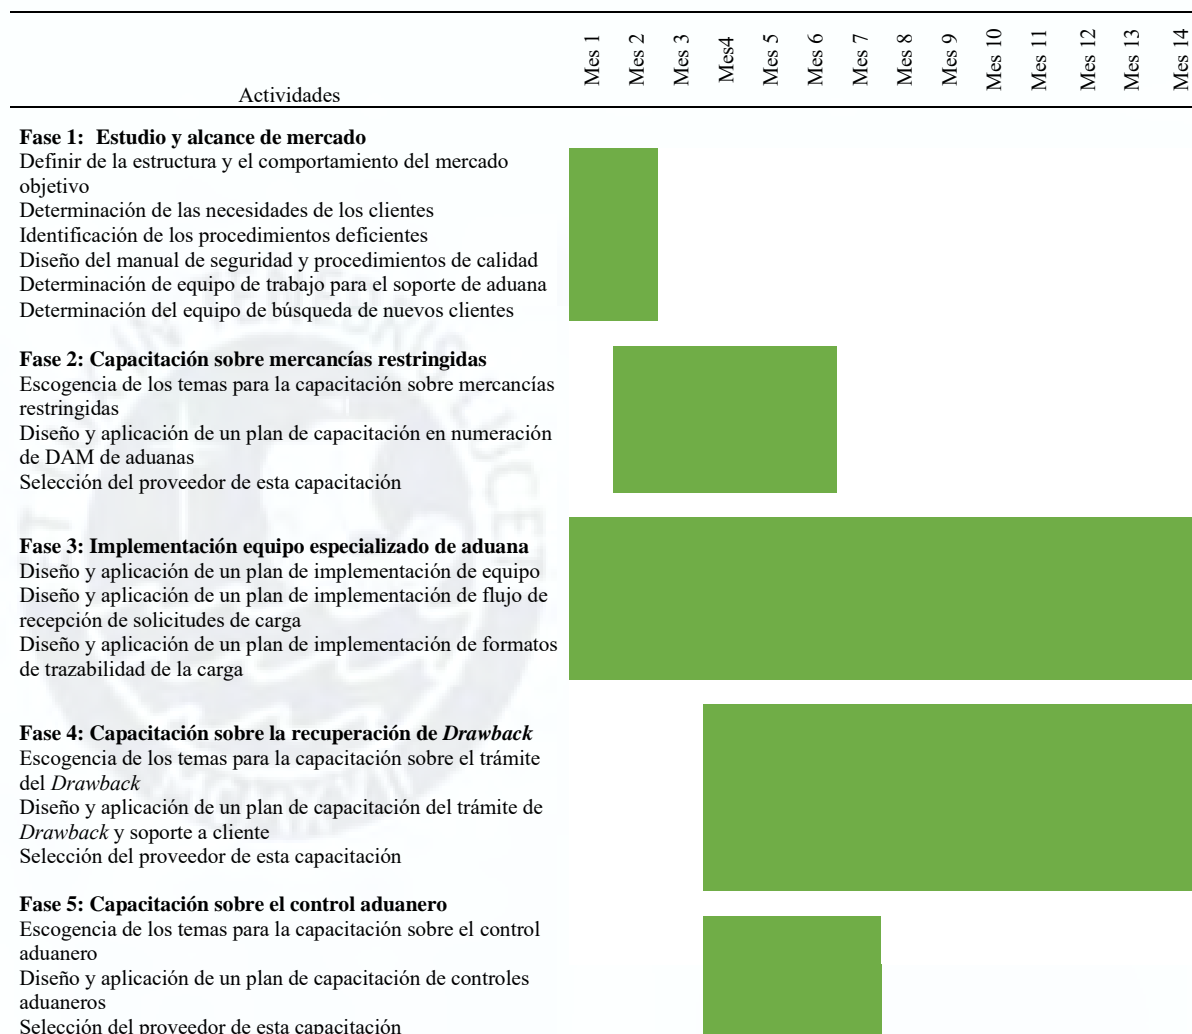 Actividades Mes 1 Mes 2 Mes 3 Mes4 Mes 5 Mes 6 Mes 7 Mes 8 Mes 9 Mes 10 Mes 11 Mes 12 Mes 13 Mes 14
Fase 1: Estudio y alcance de mercado
Definir de la estructura y el comportamiento del mercado
objetivo
Determinación de las necesidades de los clientes
Identificación de los procedimientos deficientes
Diseño del manual de seguridad y procedimientos de calidad
Determinación de equipo de trabajo para el soporte de aduana
Determinación del equipo de búsqueda de nuevos clientes
Fase 2: Capacitación sobre mercancías restringidas
Escogencia de los temas para la capacitación sobre mercancías
restringidas
Diseño y aplicación de un plan de capacitación en numeración
de DAM de aduanas
Selección del proveedor de esta capacitación
Fase 3: Implementación equipo especializado de aduana
Diseño y aplicación de un plan de implementación de equipo
Diseño y aplicación de un plan de implementación de flujo de
recepción de solicitudes de carga
Diseño y aplicación de un plan de implementación de formatos
de trazabilidad de la carga
Fase 4: Capacitación sobre la recuperación de Drawback
Escogencia de los temas para la capacitación sobre el trámite
del Drawback
Diseño y aplicación de un plan de capacitación del trámite de
Drawback y soporte a cliente
Selección del proveedor de esta capacitación
Fase 5: Capacitación sobre el control aduanero
Escogencia de los temas para la capacitación sobre el control
aduanero
Diseño y aplicación de un plan de capacitación de controles
aduaneros
Selección del proveedor de esta capacitación